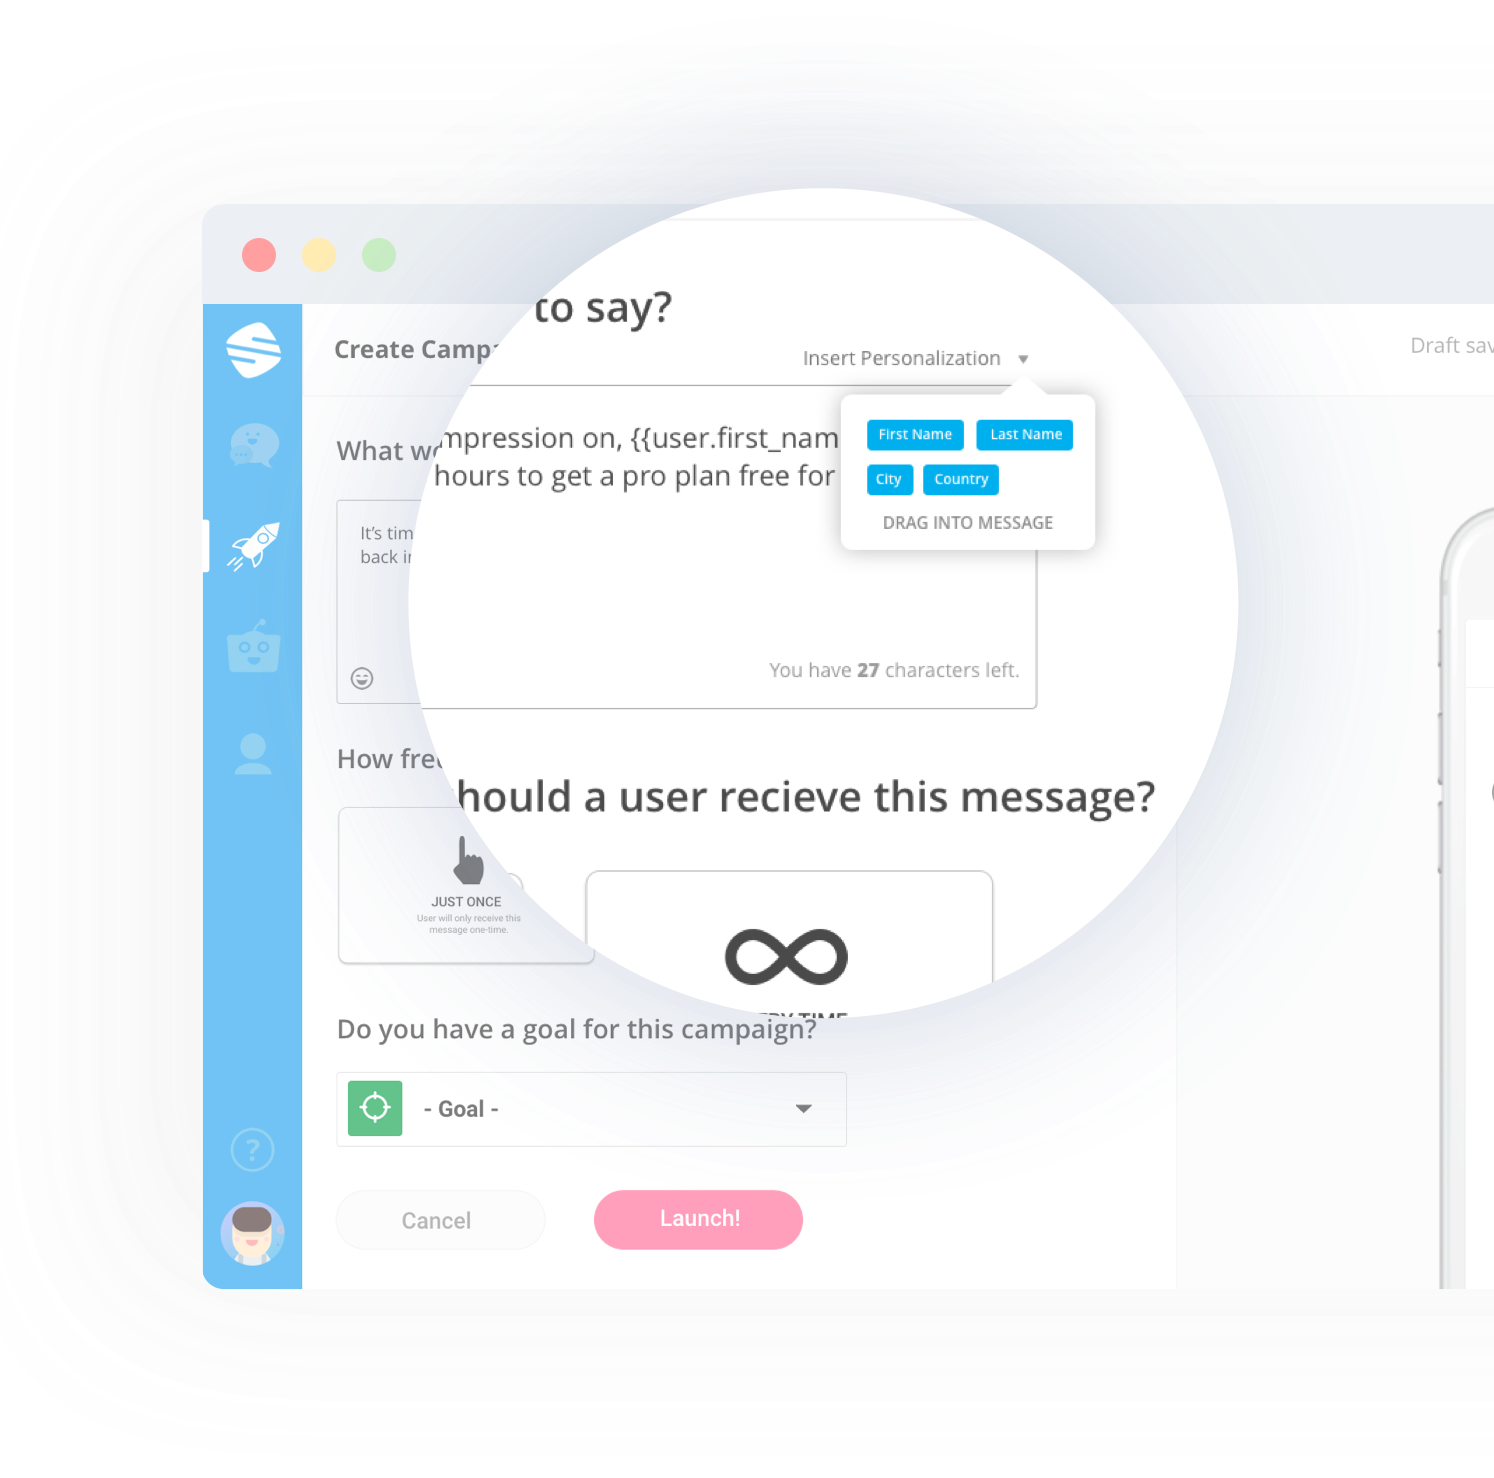 to say?
Create Campa
Draft sav
Insert Personalization
What w
mpression on, {{user.first_nam
hours to get a pro plan free for
First Name Last Name
City Country
DRAG INTO MESSAGE
It's tim
back i
You have 27 characters left.
How fre
hould a user recieve this message?
JUST ONCE
User will only receive this
message one-time.
RY TIME
Do you have a goal for this campaign?
- Goal -
?
Cancel
Launch!